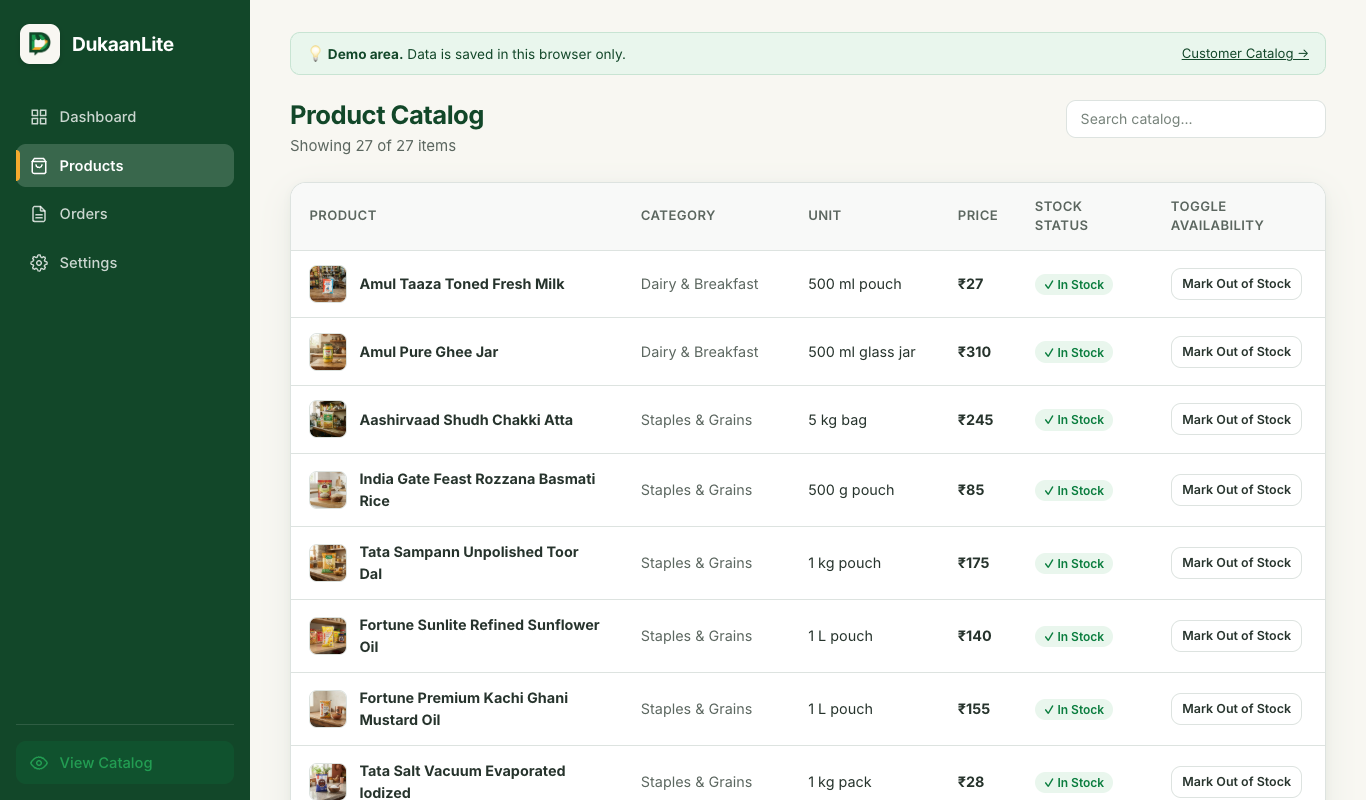 DukaanLite
Dashboard
Products
Orders
Settings
View Catalog
💡 Demo area. Data is saved in this browser only.
Customer Catalog →
Product Catalog
Showing 27 of 27 items
Search catalog...
PRODUCT CATEGORY UNIT PRICE STOCK STATUS TOGGLE AVAILABILITY
Amul Taaza Toned Fresh Milk Dairy & Breakfast 500 ml pouch ₹27 ✓ In Stock Mark Out of Stock
Amul Pure Ghee Jar Dairy & Breakfast 500 ml glass jar ₹310 ✓ In Stock Mark Out of Stock
Aashirvaad Shudh Chakki Atta Staples & Grains 5 kg bag ₹245 ✓ In Stock Mark Out of Stock
India Gate Feast Rozzana Basmati Rice Staples & Grains 500 g pouch ₹85 ✓ In Stock Mark Out of Stock
Tata Sampann Unpolished Toor Dal Staples & Grains 1 kg pouch ₹175 ✓ In Stock Mark Out of Stock
Fortune Sunlite Refined Sunflower Oil Staples & Grains 1 L pouch ₹140 ✓ In Stock Mark Out of Stock
Fortune Premium Kachi Ghani Mustard Oil Staples & Grains 1 L pouch ₹155 ✓ In Stock Mark Out of Stock
Tata Salt Vacuum Evaporated Iodized Staples & Grains 1 kg pack ₹28 ✓ In Stock Mark Out of Stock